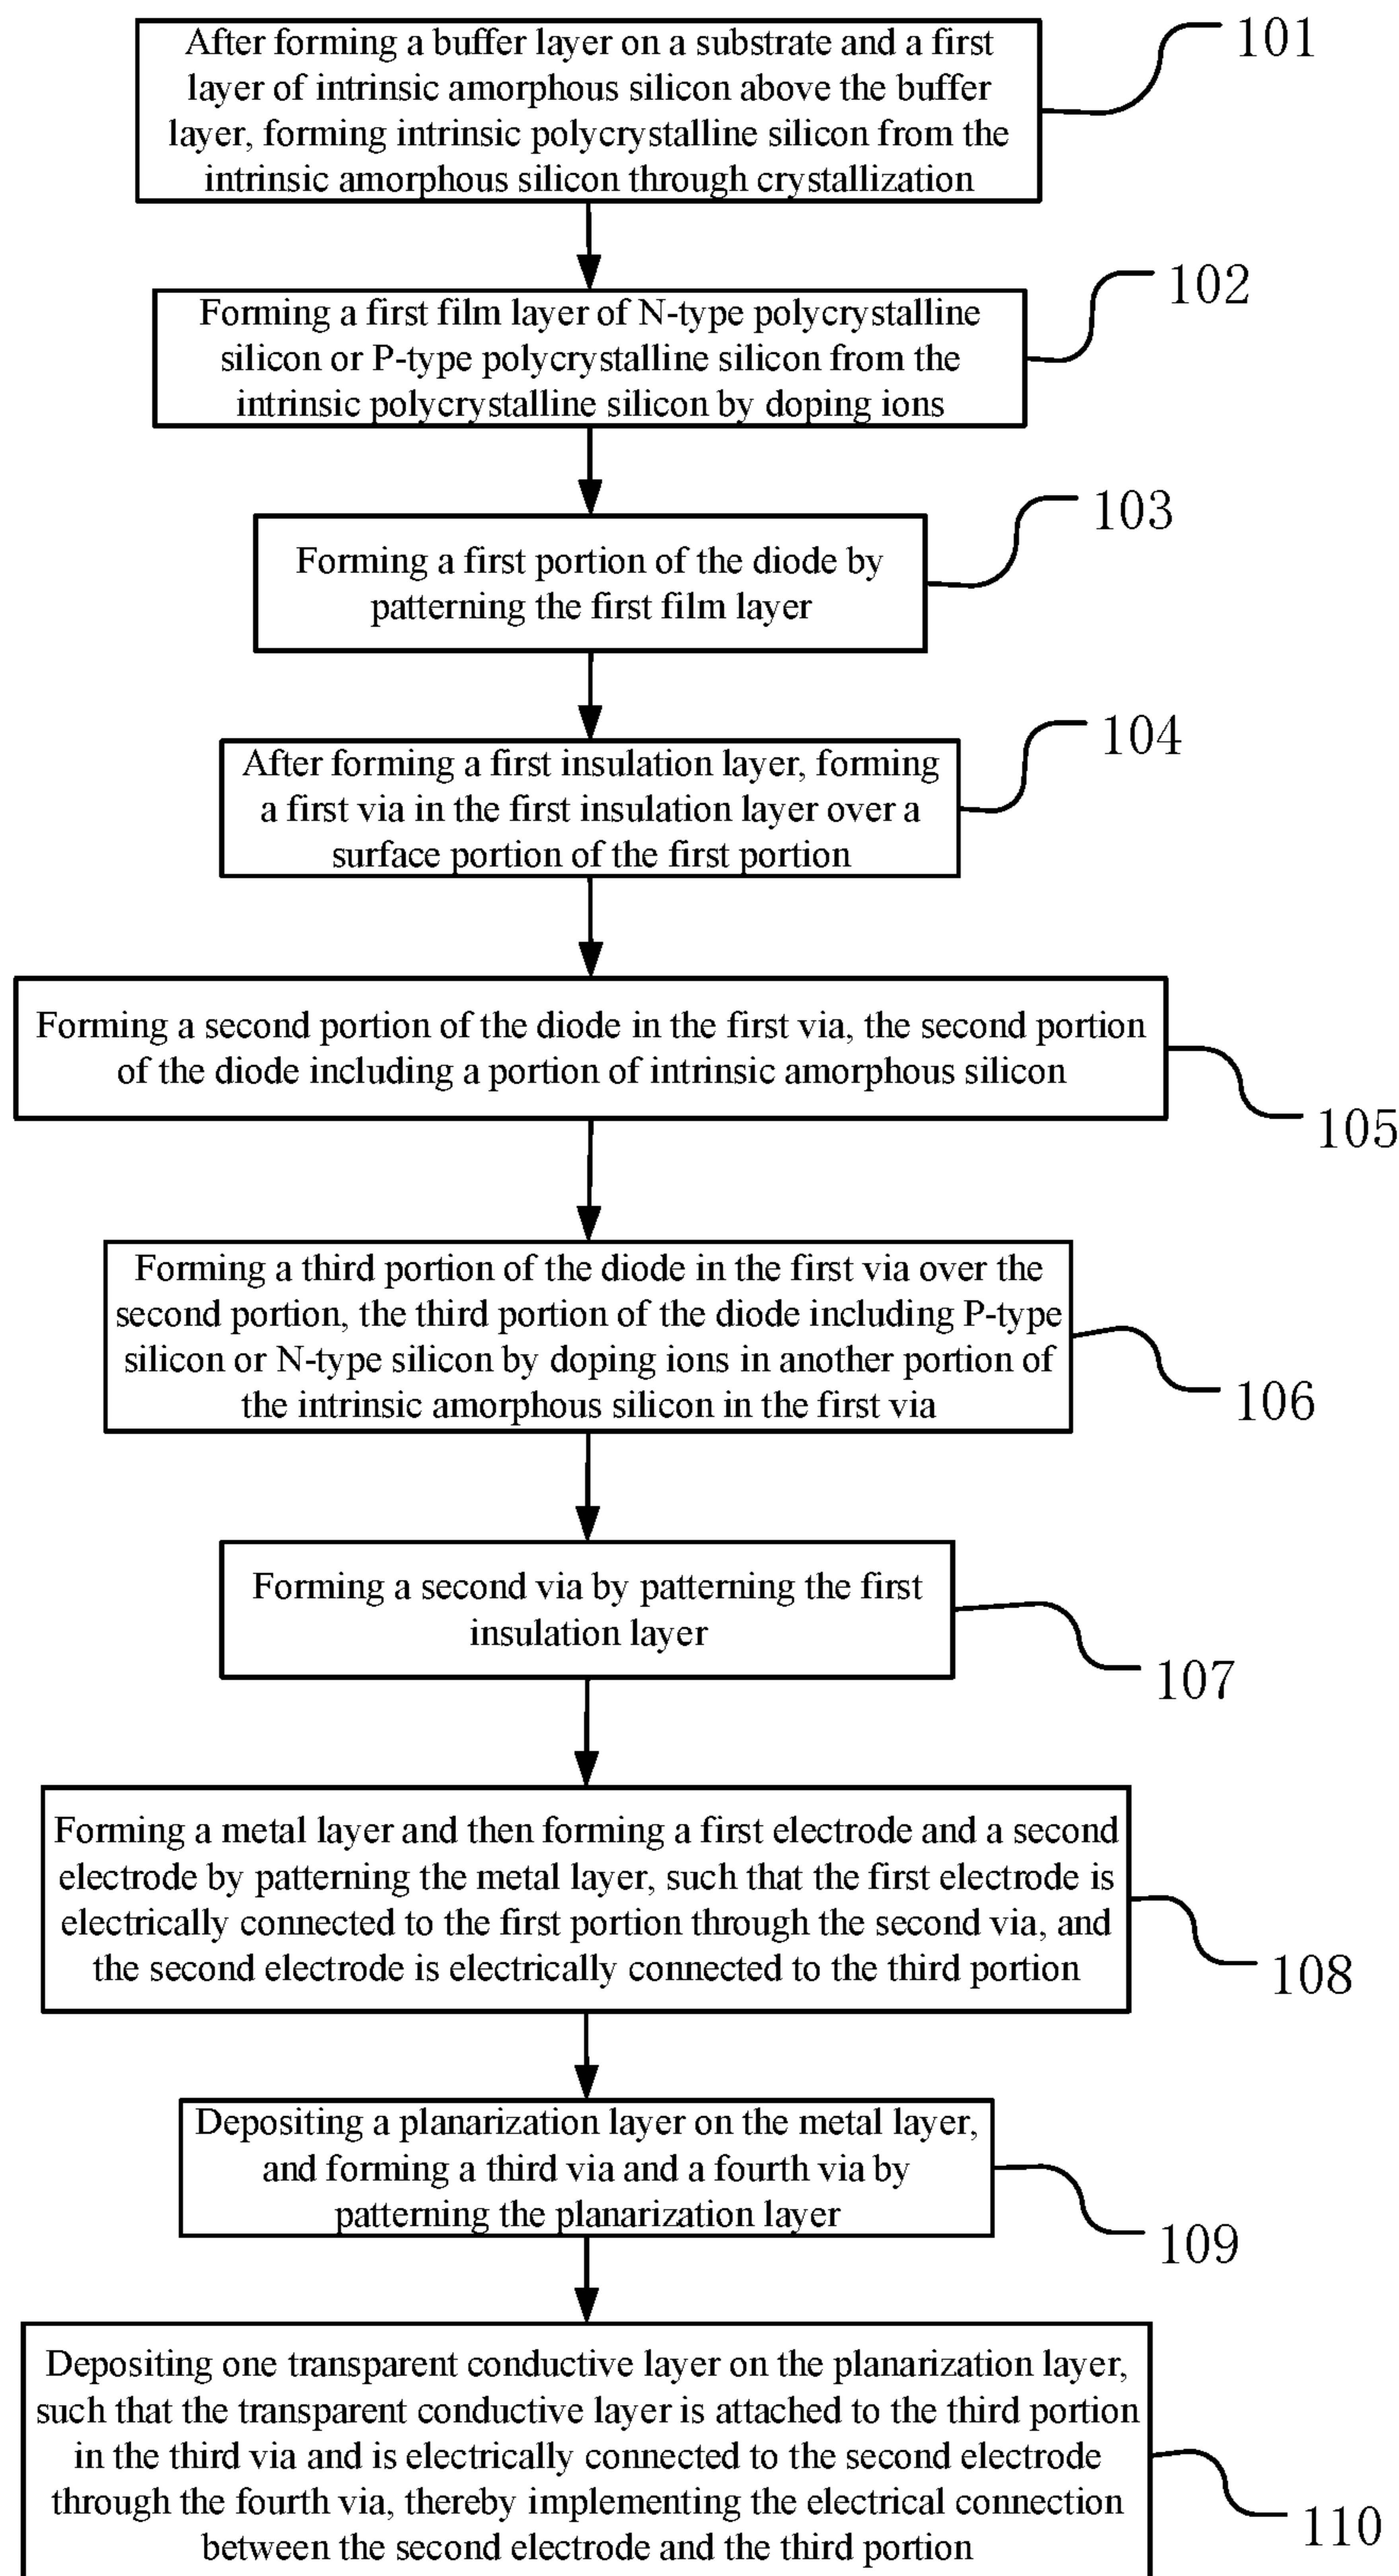 After forming a buffer layer on a substrate and a first
layer of intrinsic amorphous silicon above the buffer
layer, forming intrinsic polycrystalline silicon from the
intrinsic amorphous silicon through crystallization
101
Forming a first film layer of N-type polycrystalline
silicon or P-type polycrystalline silicon from the
intrinsic polycrystalline silicon by doping ions
102
Forming a first portion of the diode by
patterning the first film layer
103
After forming a first insulation layer, forming
a first via in the first insulation layer over a
surface portion of the first portion
104
Forming a second portion of the diode in the first via, the second portion
of the diode including a portion of intrinsic amorphous silicon
105
Forming a third portion of the diode in the first via over the
second portion, the third portion of the diode including P-type
silicon or N-type silicon by doping ions in another portion of
the intrinsic amorphous silicon in the first via
106
Forming a second via by patterning the first
insulation layer
107
Forming a metal layer and then forming a first electrode and a second
electrode by patterning the metal layer, such that the first electrode is
electrically connected to the first portion through the second via, and
the second electrode is electrically connected to the third portion
108
Depositing a planarization layer on the metal layer,
and forming a third via and a fourth via by
patterning the planarization layer
109
Depositing one transparent conductive layer on the planarization layer,
such that the transparent conductive layer is attached to the third portion
in the third via and is electrically connected to the second electrode
through the fourth via, thereby implementing the electrical connection
between the second electrode and the third portion
110